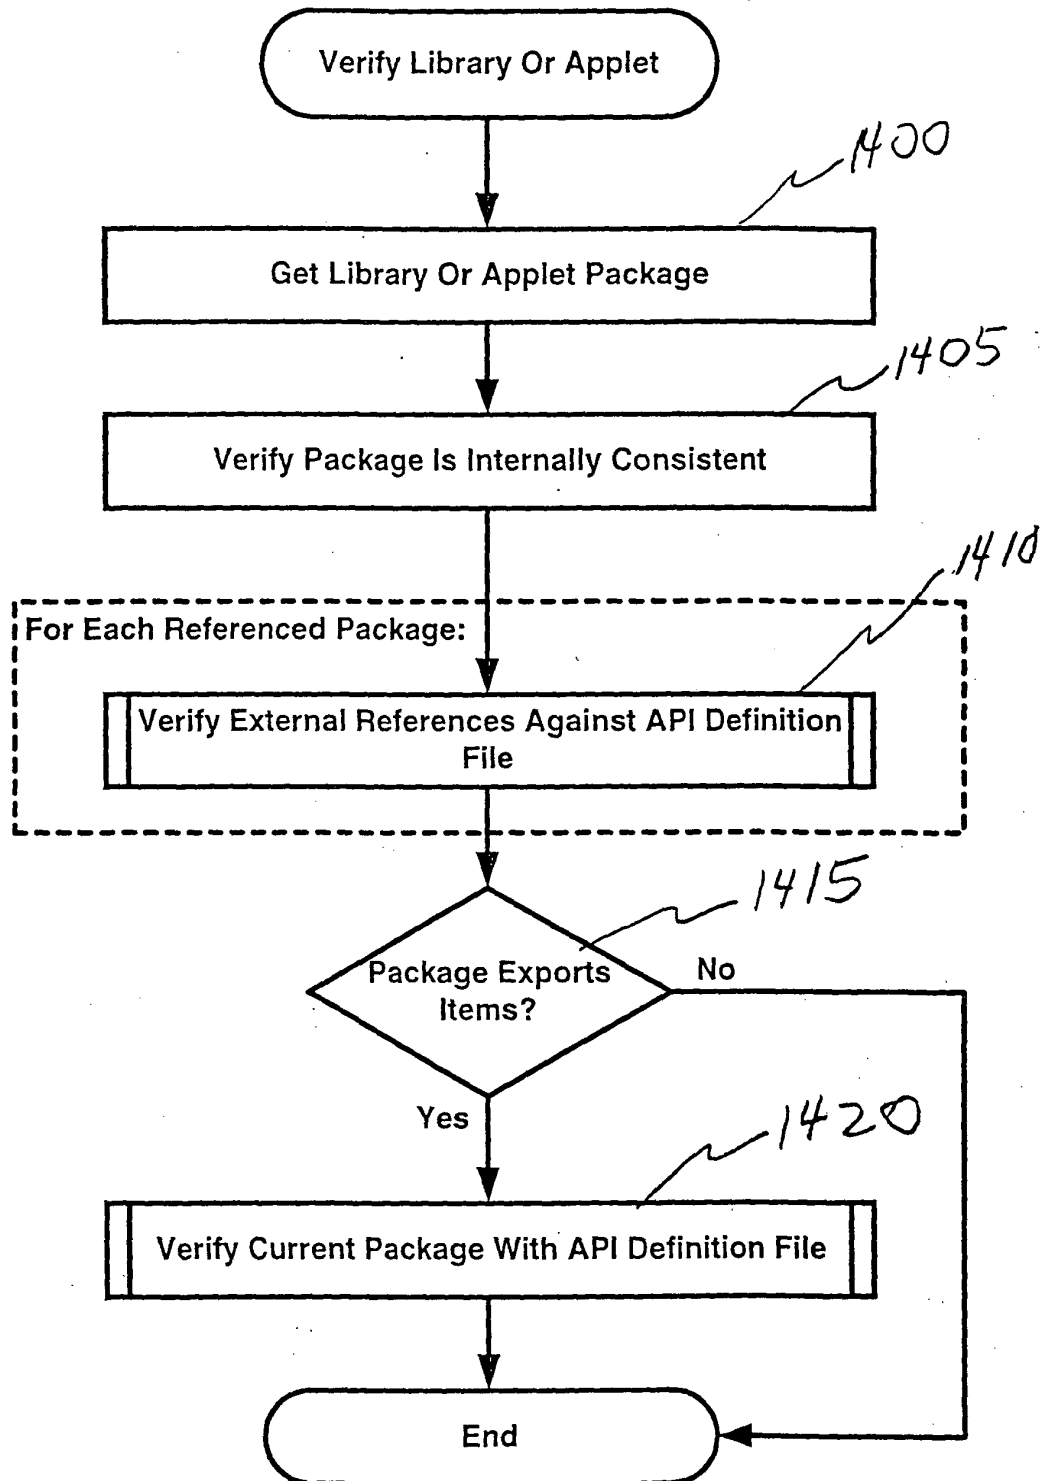 Verify Library Or Applet
1400
Get Library Or Applet Package
1405
Verify Package Is Internally Consistent
1410
For Each Referenced Package:
Verify External References Against API Definition
File
1415
Package Exports
Items?
No
Yes
1420
Verify Current Package With API Definition File
End